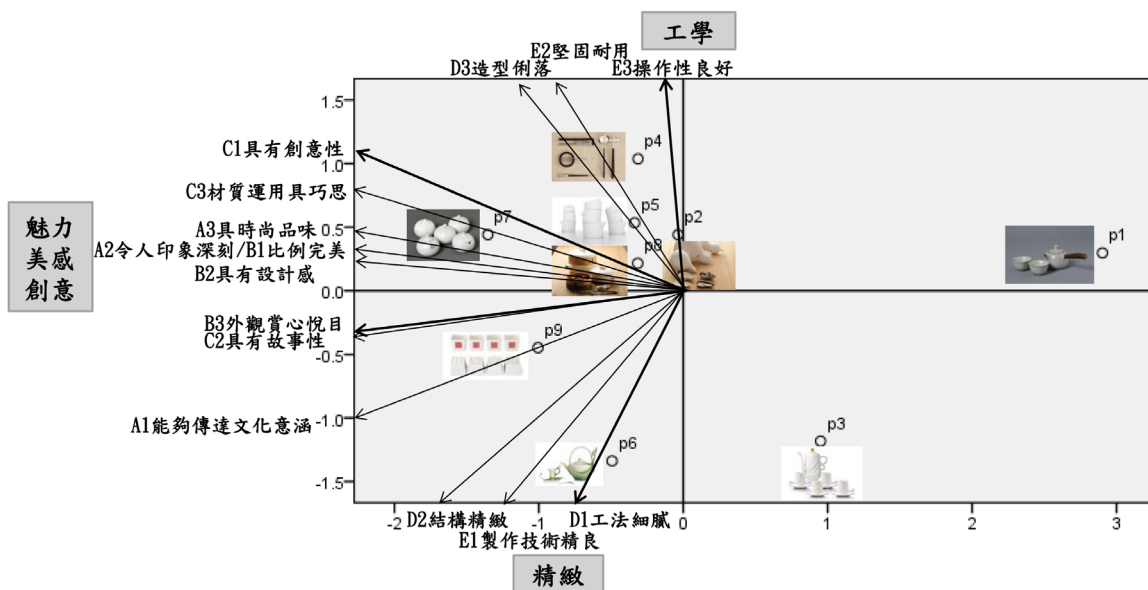 工學
E2堅固耐用
D3造型俐落
E3操作性良好
1.5
C1具有創意性
1.0
p4
C3材質運用具巧思
魅力
美感
創意
A3具時尚品味
0.5
p7
p5
p2
A2令人印象深刻/B1比例完美
p8
p1
B2具有設計感
0.0
B3外觀賞心悅目
C2具有故事性
p9
-0.5
A1能夠傳達文化意涵
-1.0
p3
p6
-1.5
-2
D2結構精緻
-1
D1工法細膩
0
1
2
3
E1製作技術精良
精緻